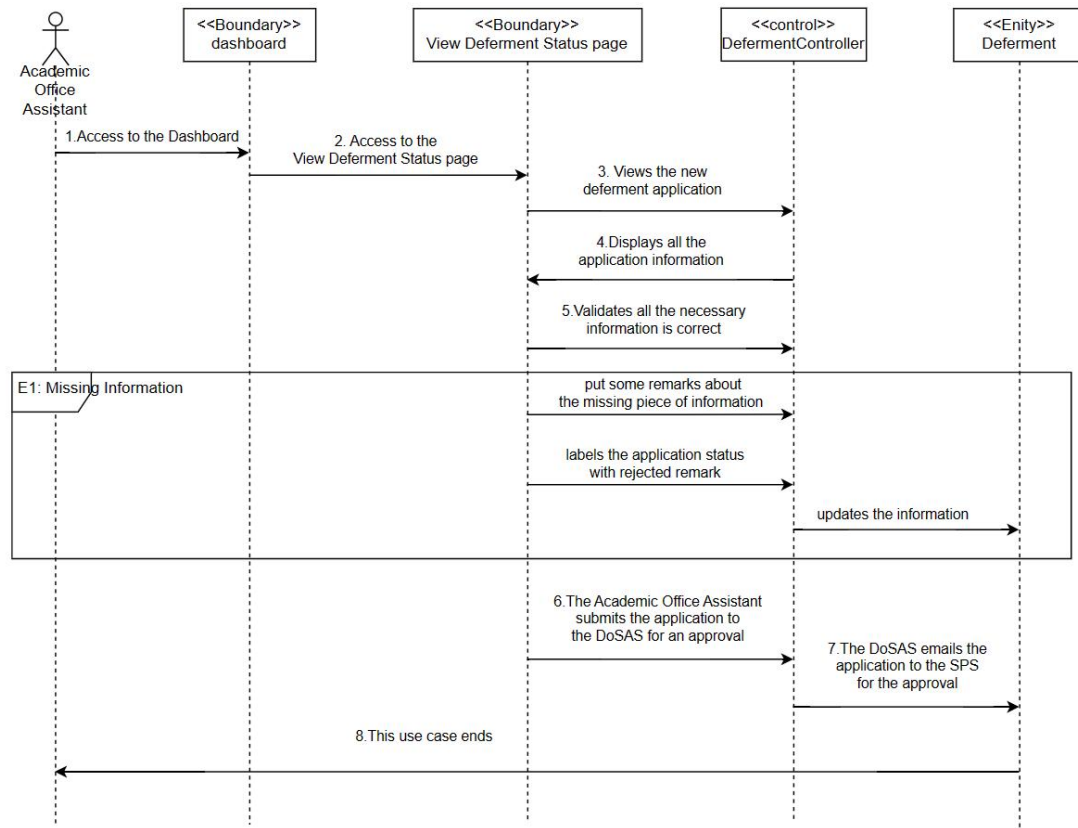 <<Boundary>>
dashboard
<<Boundary>>
View Deferment Status page
<<control>>
DefermentController
<<Enity>>
Deferment
Academic
Office
Assistant
1.Access to the Dashboard
2. Access to the
View Deferment Status page
3. Views the new
deferment application
4.Displays all the
application information
5.Validates all the necessary
information is correct
E1: Missing Information
put some remarks about
the missing piece of information
labels the application status
with rejected remark
updates the information
6.The Academic Office Assistant
submits the application to
the DoSAS for an approval
7.The DoSAS emails the
application to the SPS
for the approval
8.This use case ends